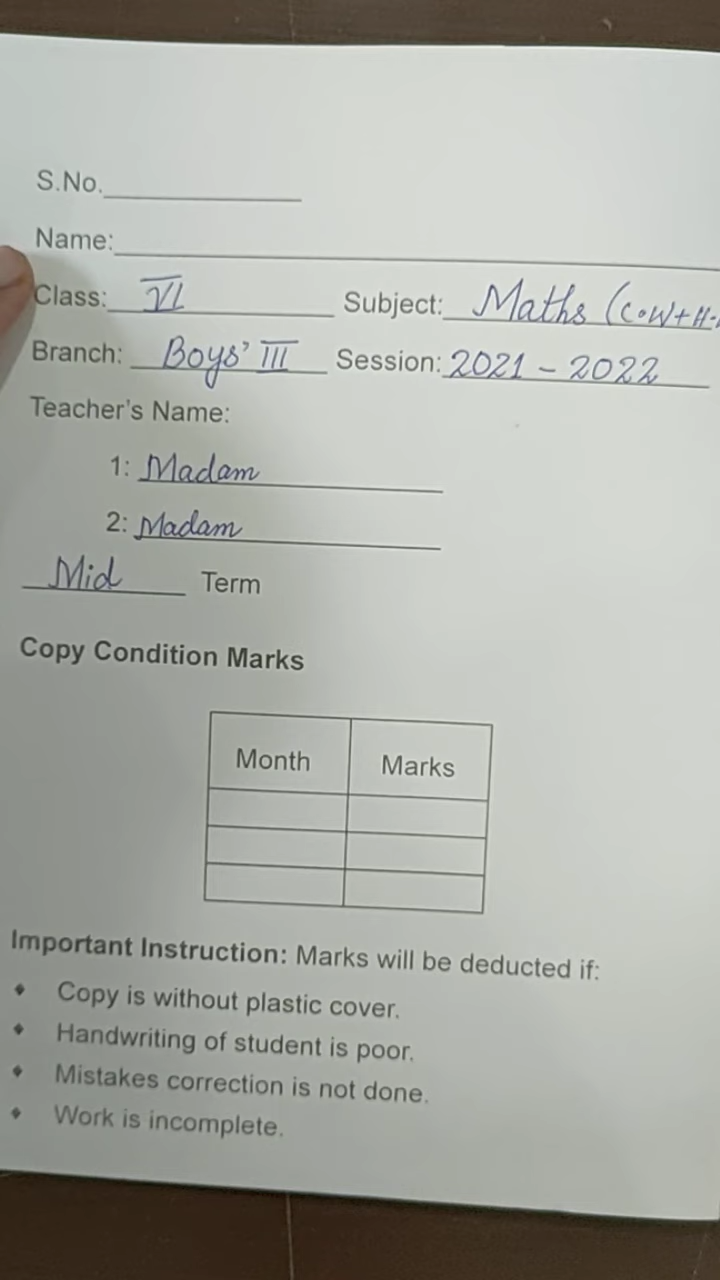 S.No.
Name:
Class: VI Subject: Maths (C.W+H.
Branch: Boys' III Session: 2021 - 2022
Teacher's Name:
1: Madam
2: Madam
Mid Term
Copy Condition Marks
Month Marks
Important Instruction: Marks will be deducted if:
Copy is without plastic cover.
Handwriting of student is poor.
Mistakes correction is not done.
Work is incomplete.